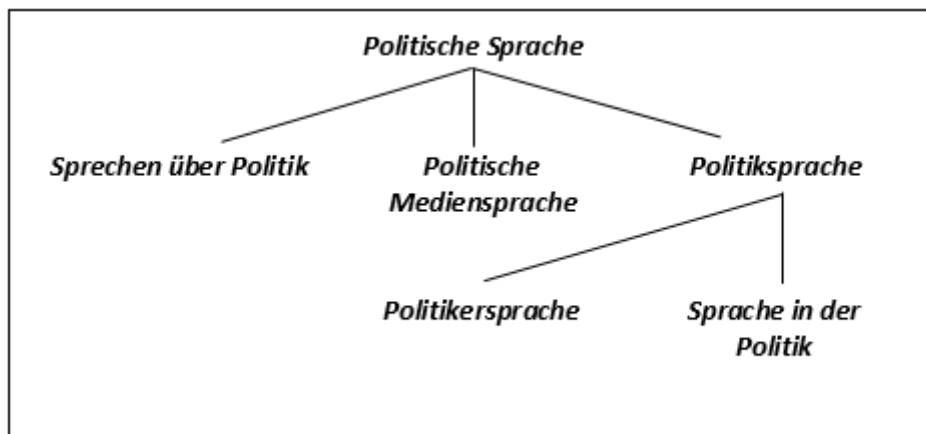 Politische Sprache
Sprechen über Politik
Politische
Mediensprache
Politiksprache
Politikersprache
Sprache in der
Politik